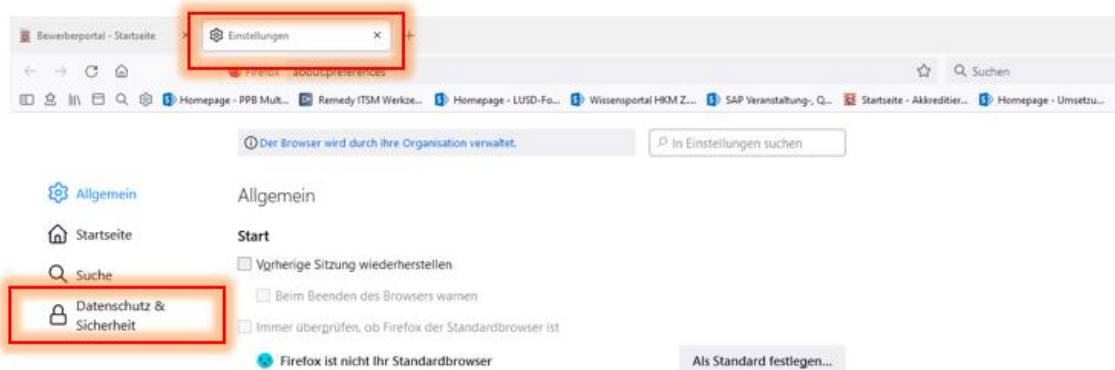 Bewerberportal - Startseite
Einstellungen
Firefox about:preferences
Suchen
Homepage - PPB Mult... Remedy ITSM Werkze... Homepage - LUSD-Fo... Wissensportal HKM Z... SAP Veranstaltung-, Q... Startseite - Akkreditier... Homepage - Umsetzu...
Der Browser wird durch Ihre Organisation verwaltet.
In Einstellungen suchen
Allgemein
Allgemein
Startseite
Start
Vorherige Sitzung wiederherstellen
Suche
Beim Beenden des Browsers warnen
Datenschutz &
Sicherheit
Immer überprüfen, ob Firefox der Standardbrowser ist
Firefox ist nicht Ihr Standardbrowser
Als Standard festlegen...